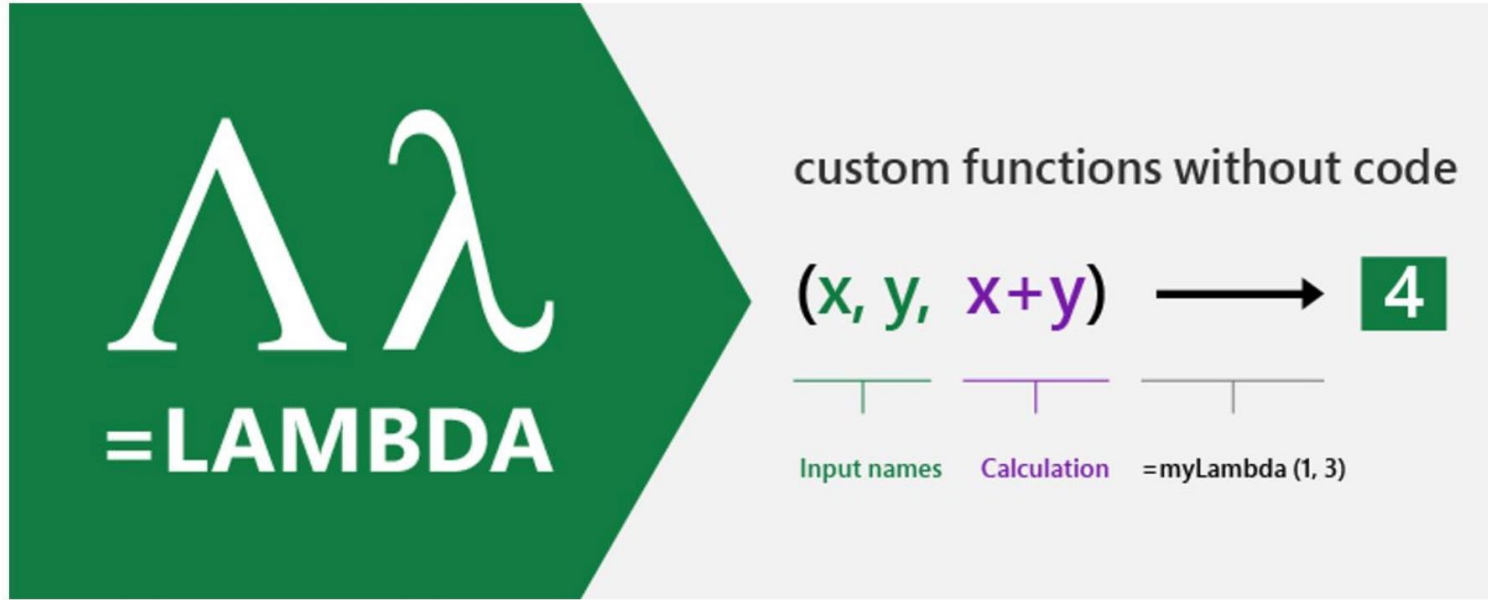 Λλ
=LAMBDA
custom functions without code
(x, y, x+y) ⟶ 4
Input names Calculation =myLambda (1, 3)